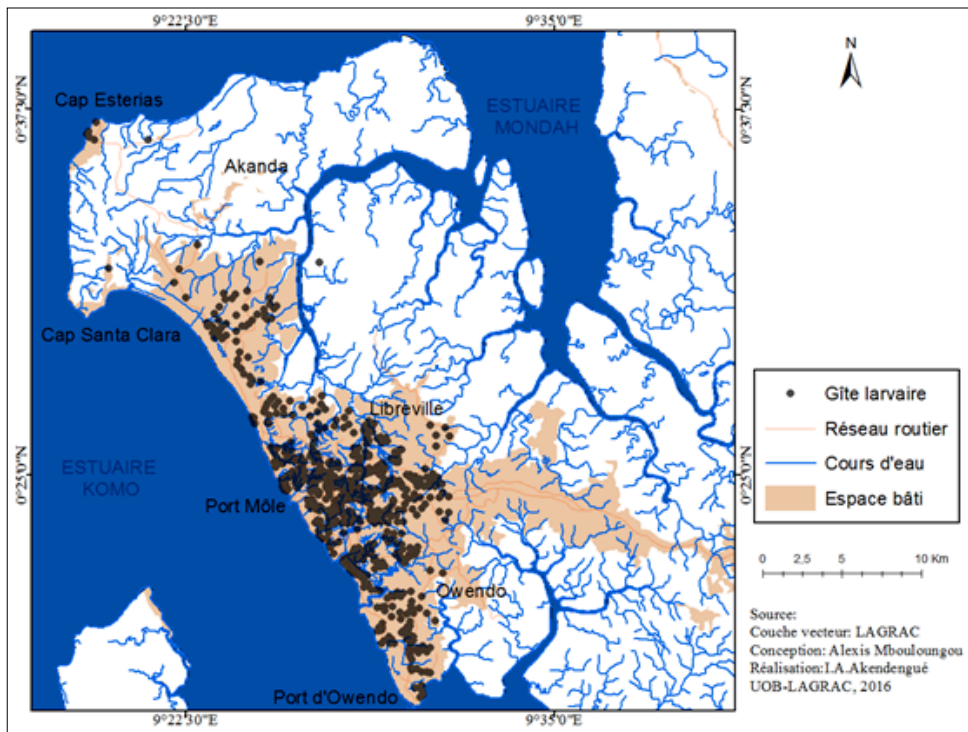 9°22'30"E
9°35'0"E
N
0°37'30"N
0°37'30"N
Cap Esterias
ESTUAIRE
MONDAH
Akanda
Cap Santa Clara
Libreville
ESTUAIRE
KOMO
0°25'0"N
0°25'0"N
Port Môle
Owendo
Port d'Owendo
9°22'30"E
9°35'0"E
Gîte larvaire
Réseau routier
Cours d'eau
Espace bâti
0 2,5 5 10 Km
Source:
Couche vecteur: LAGRAC
Conception: Alexis Mbouloungou
Réalisation:I.A.Akendengué
UOB-LAGRAC, 2016